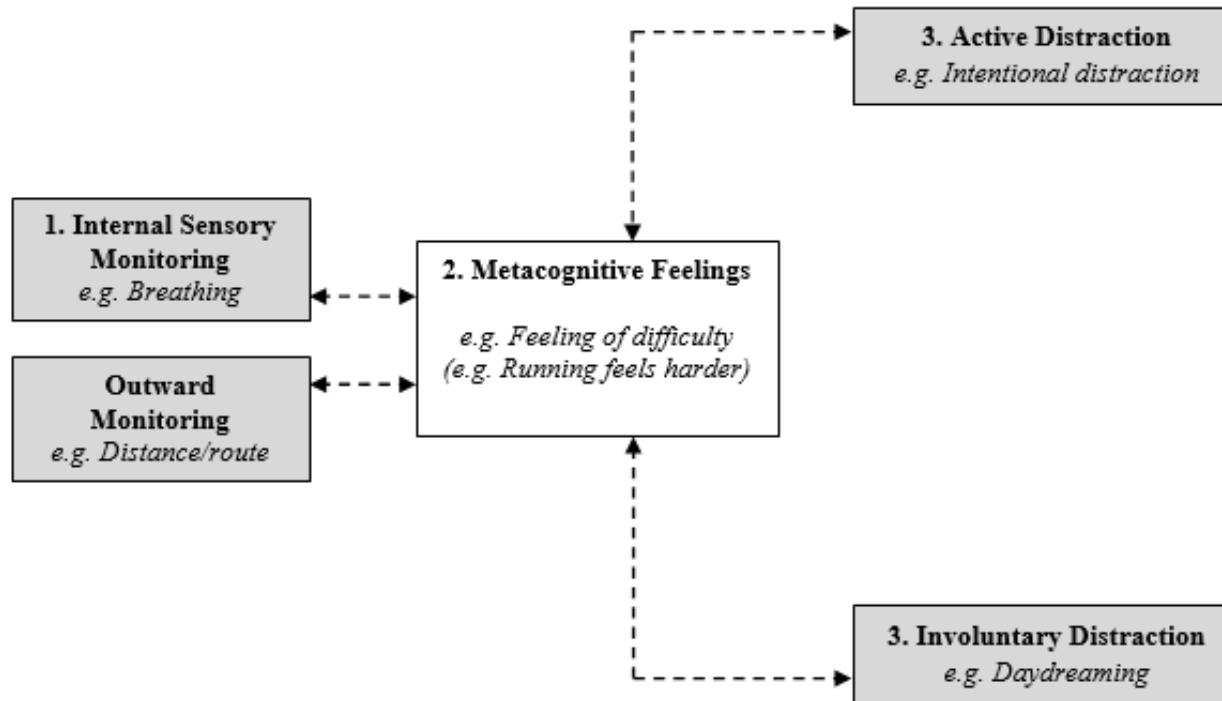 3. Active Distraction
e.g. Intentional distraction
1. Internal Sensory
Monitoring
e.g. Breathing
2. Metacognitive Feelings
e.g. Feeling of difficulty
(e.g. Running feels harder)
Outward
Monitoring
e.g. Distance/route
3. Involuntary Distraction
e.g. Daydreaming